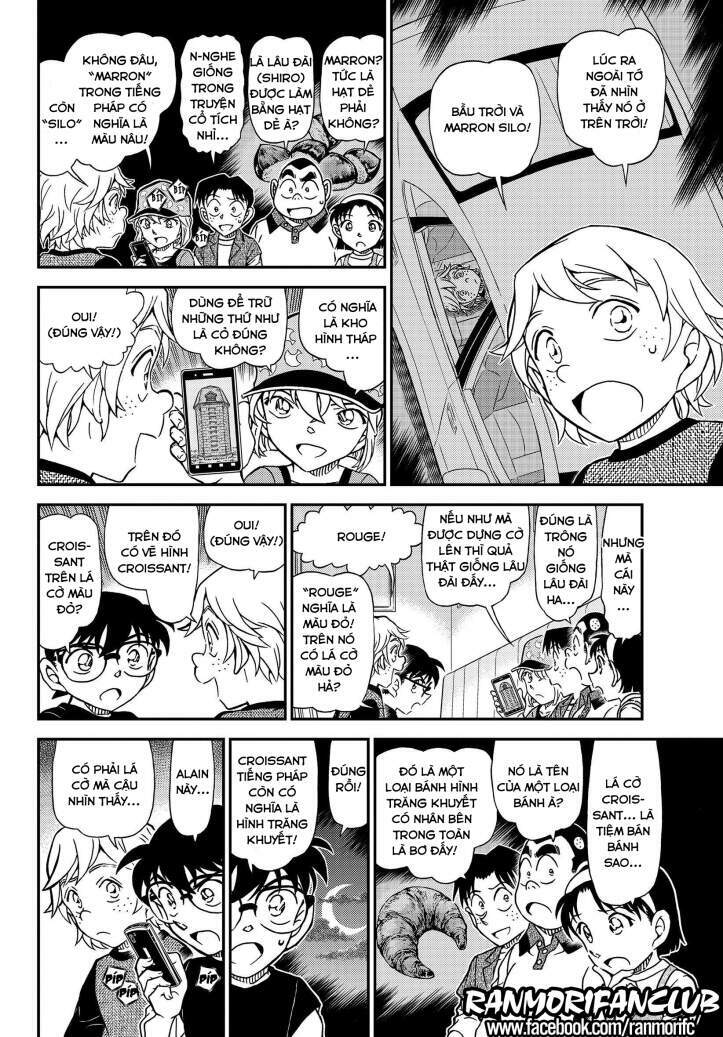 LÚC RA
NGOÀI TỚ
ĐÃ NHÌN
THẤY NÓ Ở
TRÊN TRỜI!
BẦU TRỜI VÀ
MARRON SILO!
MARRON?
TỨC LÀ
HẠT DẺ
PHẢI
KHÔNG?
LÀ LÂU ĐÀI
(SHIRO)
ĐƯỢC LÀM
BẰNG HẠT
DẺ À?
N-NGHE
GIỐNG
TRONG
TRUYỆN
CỔ TÍCH
NHỈ...
KHÔNG ĐÂU,
"MARRON"
TRONG TIẾNG
PHÁP CÓ
NGHĨA LÀ
MÀU NÂU!
CÒN
"SILO"
...
BÍP
BÍP
CÓ NGHĨA
LÀ KHO
HÌNH THÁP
...
DÙNG ĐỂ TRỮ
NHỮNG THỨ NHƯ
LÀ CỎ ĐÚNG
KHÔNG?
OUI!
(ĐÚNG VẬY!)
NHƯNG
MÀ
CÁI
NÀY
...
ĐÚNG LÀ
TRÔNG
NÓ
GIỐNG
LÂU ĐÀI
HA...
NẾU NHƯ MÀ
ĐƯỢC DỰNG CỜ
LÊN THÌ QUẢ
THẬT GIỐNG LÂU
ĐÀI ĐẤY...
ROUGE!
"ROUGE"
NGHĨA LÀ
MÀU ĐỎ!
TRÊN NÓ
CÓ LÁ CỜ
MÀU ĐỎ
HẢ?
OUI!
(ĐÚNG VẬY!)
TRÊN ĐÓ
CÓ VẼ HÌNH
CROISSANT!
CROIS-
SANT
TRÊN LÁ
CỜ MÀU
ĐỎ?
LÁ CỜ
CROIS-
SANT... LÀ
TIỆM BÁN
BÁNH
SAO...
NÓ LÀ TÊN
CỦA MỘT LOẠI
BÁNH À?
ĐÓ LÀ MỘT
LOẠI BÁNH HÌNH
TRĂNG KHUYẾT
CÓ NHÂN BÊN
TRONG TOÀN
LÀ BƠ ĐẤY!
ĐÚNG
RỒI!
CROISSANT
TIẾNG PHÁP
CÒN CÓ
NGHĨA LÀ
HÌNH TRĂNG
KHUYẾT!
ALAIN
NÀY...
CÓ PHẢI LÁ
CỜ MÀ CẬU
NHÌN THẤY...
PÍP
PÍP
RANMORIFANCLUB
www.facebook.com/ranmorifc